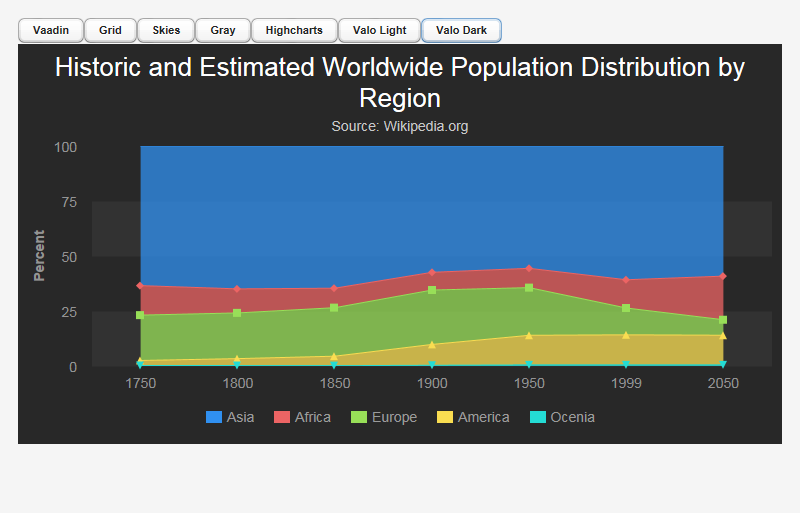 Vaadin Grid Skies Gray Highcharts Valo Light Valo Dark
Historic and Estimated Worldwide Population Distribution by
Region
Source: Wikipedia.org
Percent
100
75
50
25
0
1750 1800 1850 1900 1950 1999 2050
Asia Africa Europe America Ocenia